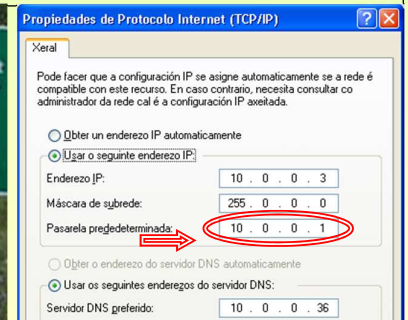 Propiedades de Protocolo Internet (TCP/IP)
Xeral
Pode facer que a configuración IP se asigne automaticamente se a rede é
compatible con este recurso. En caso contrario, necesita consultar co
administrador da rede cal é a configuración IP axeitada.
Obter un enderezo IP automaticamente
Usar o seguinte enderezo IP:
Enderezo IP: 10 . 0 . 0 . 3
Máscara de subrede: 255 . 0 . 0 . 0
Pasarela predeterminada: 10 . 0 . 0 . 1
Obter o enderezo do servidor DNS automaticamente
Usar os seguintes enderezos do servidor DNS:
Servidor DNS preferido: 10 . 0 . 0 . 36